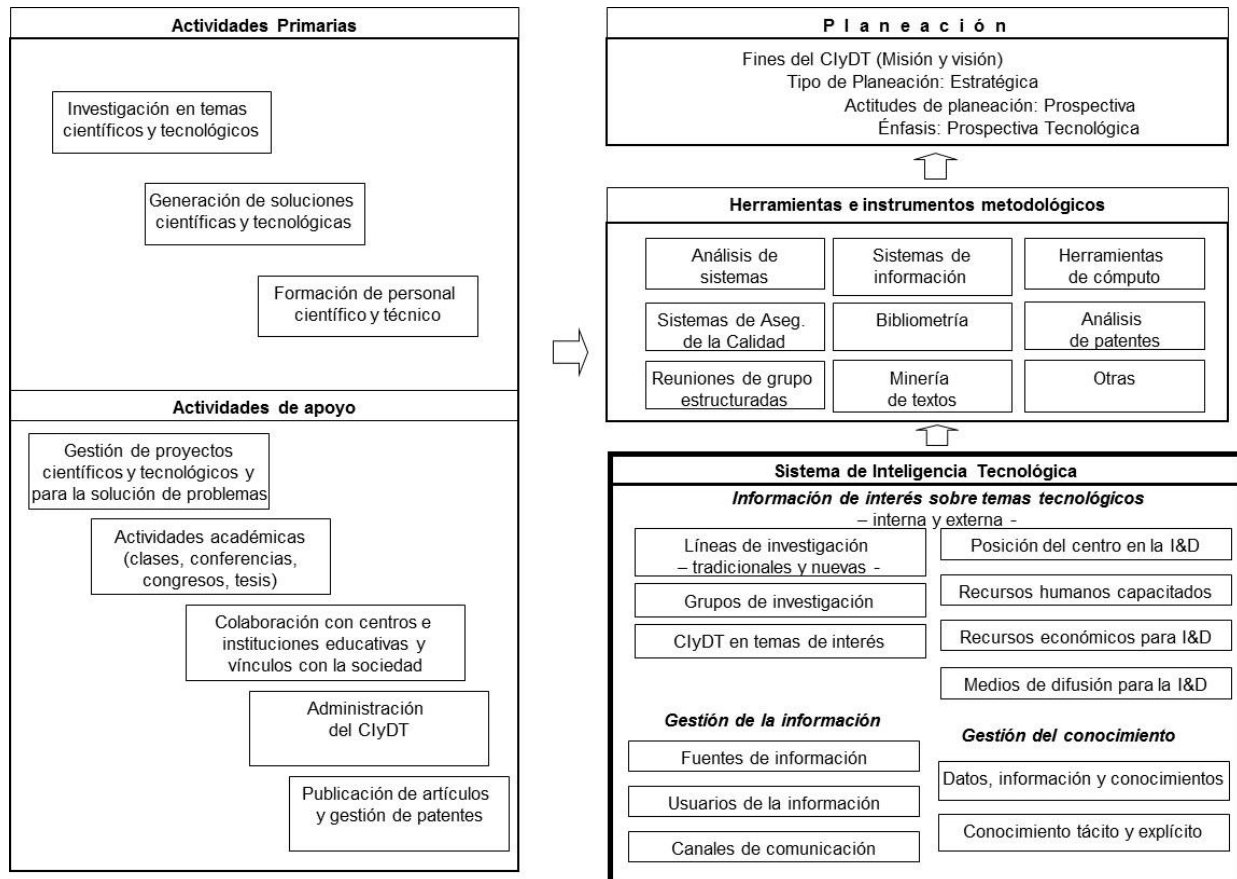 Actividades Primarias
Investigación en temas
científicos y tecnológicos
Generación de soluciones
científicas y tecnológicas
Formación de personal
científico y técnico
Actividades de apoyo
Gestión de proyectos
científicos y tecnológicos y
para la solución de problemas
Actividades académicas
(clases, conferencias,
congresos, tesis)
Colaboración con centros e
instituciones educativas y
vínculos con la sociedad
Administración
del CIyDT
Publicación de artículos
y gestión de patentes
P l a n e a c i ó n
Fines del CIyDT (Misión y visión)
Tipo de Planeación: Estratégica
Actitudes de planeación: Prospectiva
Énfasis: Prospectiva Tecnológica
Herramientas e instrumentos metodológicos
Análisis de
sistemas
Sistemas de
información
Herramientas
de cómputo
Sistemas de Aseg.
de la Calidad
Bibliometría
Análisis
de patentes
Reuniones de grupo
estructuradas
Minería
de textos
Otras
Sistema de Inteligencia Tecnológica
Información de interés sobre temas tecnológicos
– interna y externa -
Líneas de investigación
– tradicionales y nuevas -
Grupos de investigación
CIyDT en temas de interés
Posición del centro en la I&D
Recursos humanos capacitados
Recursos económicos para I&D
Medios de difusión para la I&D
Gestión de la información
Fuentes de información
Usuarios de la información
Canales de comunicación
Gestión del conocimiento
Datos, información y conocimientos
Conocimiento tácito y explícito